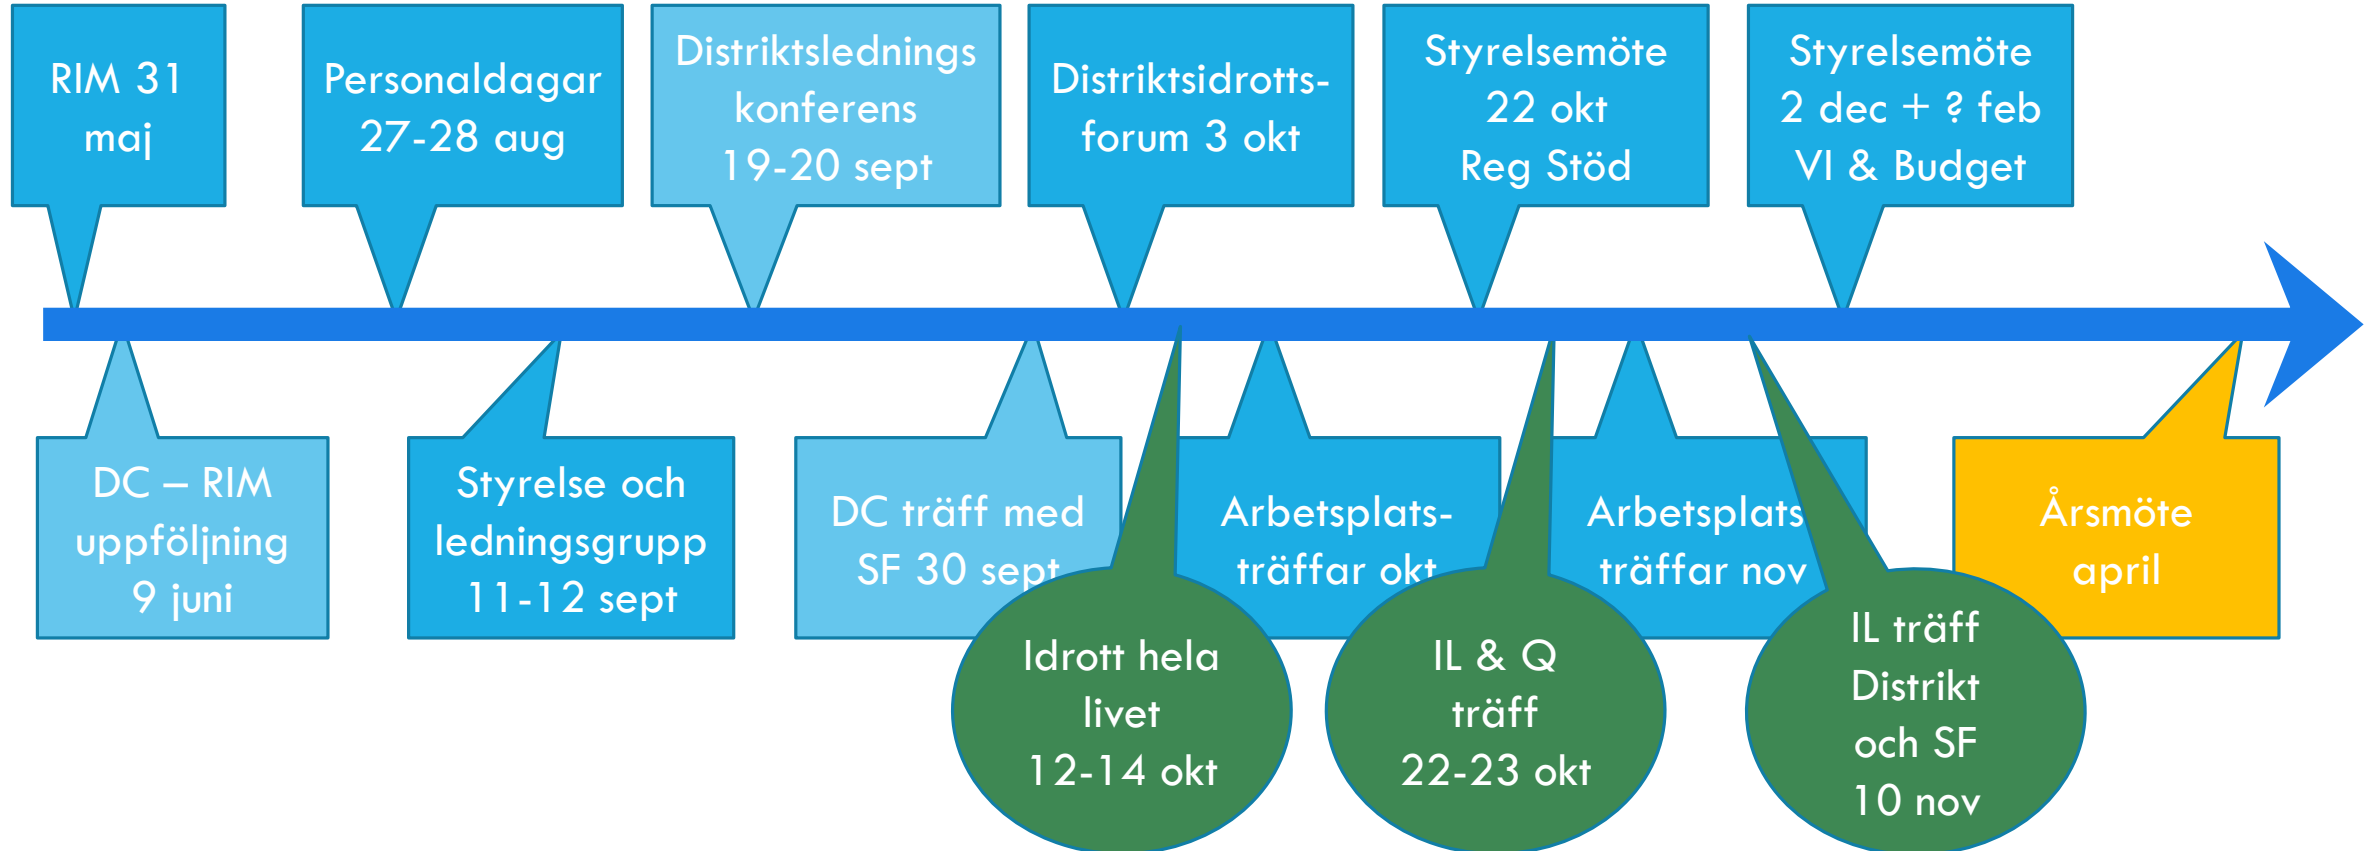 RIM 31
maj
Personaldagar
27-28 aug
Distriktslednings
konferens
19-20 sept
Distriktsidrotts-
forum 3 okt
Styrelsemöte
22 okt
Reg Stöd
Styrelsemöte
2 dec + ? feb
VI & Budget
DC – RIM
uppföljning
9 juni
Styrelse och
ledningsgrupp
11-12 sept
DC träff med
SF 30 sept
Arbetsplats-
träffar okt
Arbetsplats
träffar nov
Årsmöte
april
Idrott hela
livet
12-14 okt
IL & Q
träff
22-23 okt
IL träff
Distrikt
och SF
10 nov